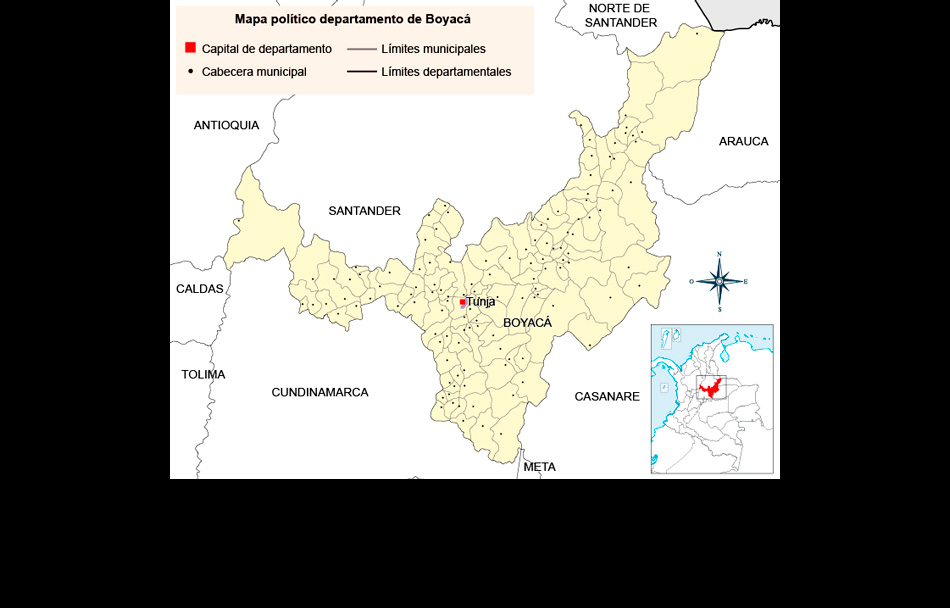 Mapa político departamento de Boyacá
Capital de departamento
Límites municipales
Cabecera municipal
Límites departamentales
NORTE DE
SANTANDER
ANTIOQUIA
ARAUCA
SANTANDER
N
O
E
S
CALDAS
Tunja
BOYACÁ
TOLIMA
CUNDINAMARCA
CASANARE
META